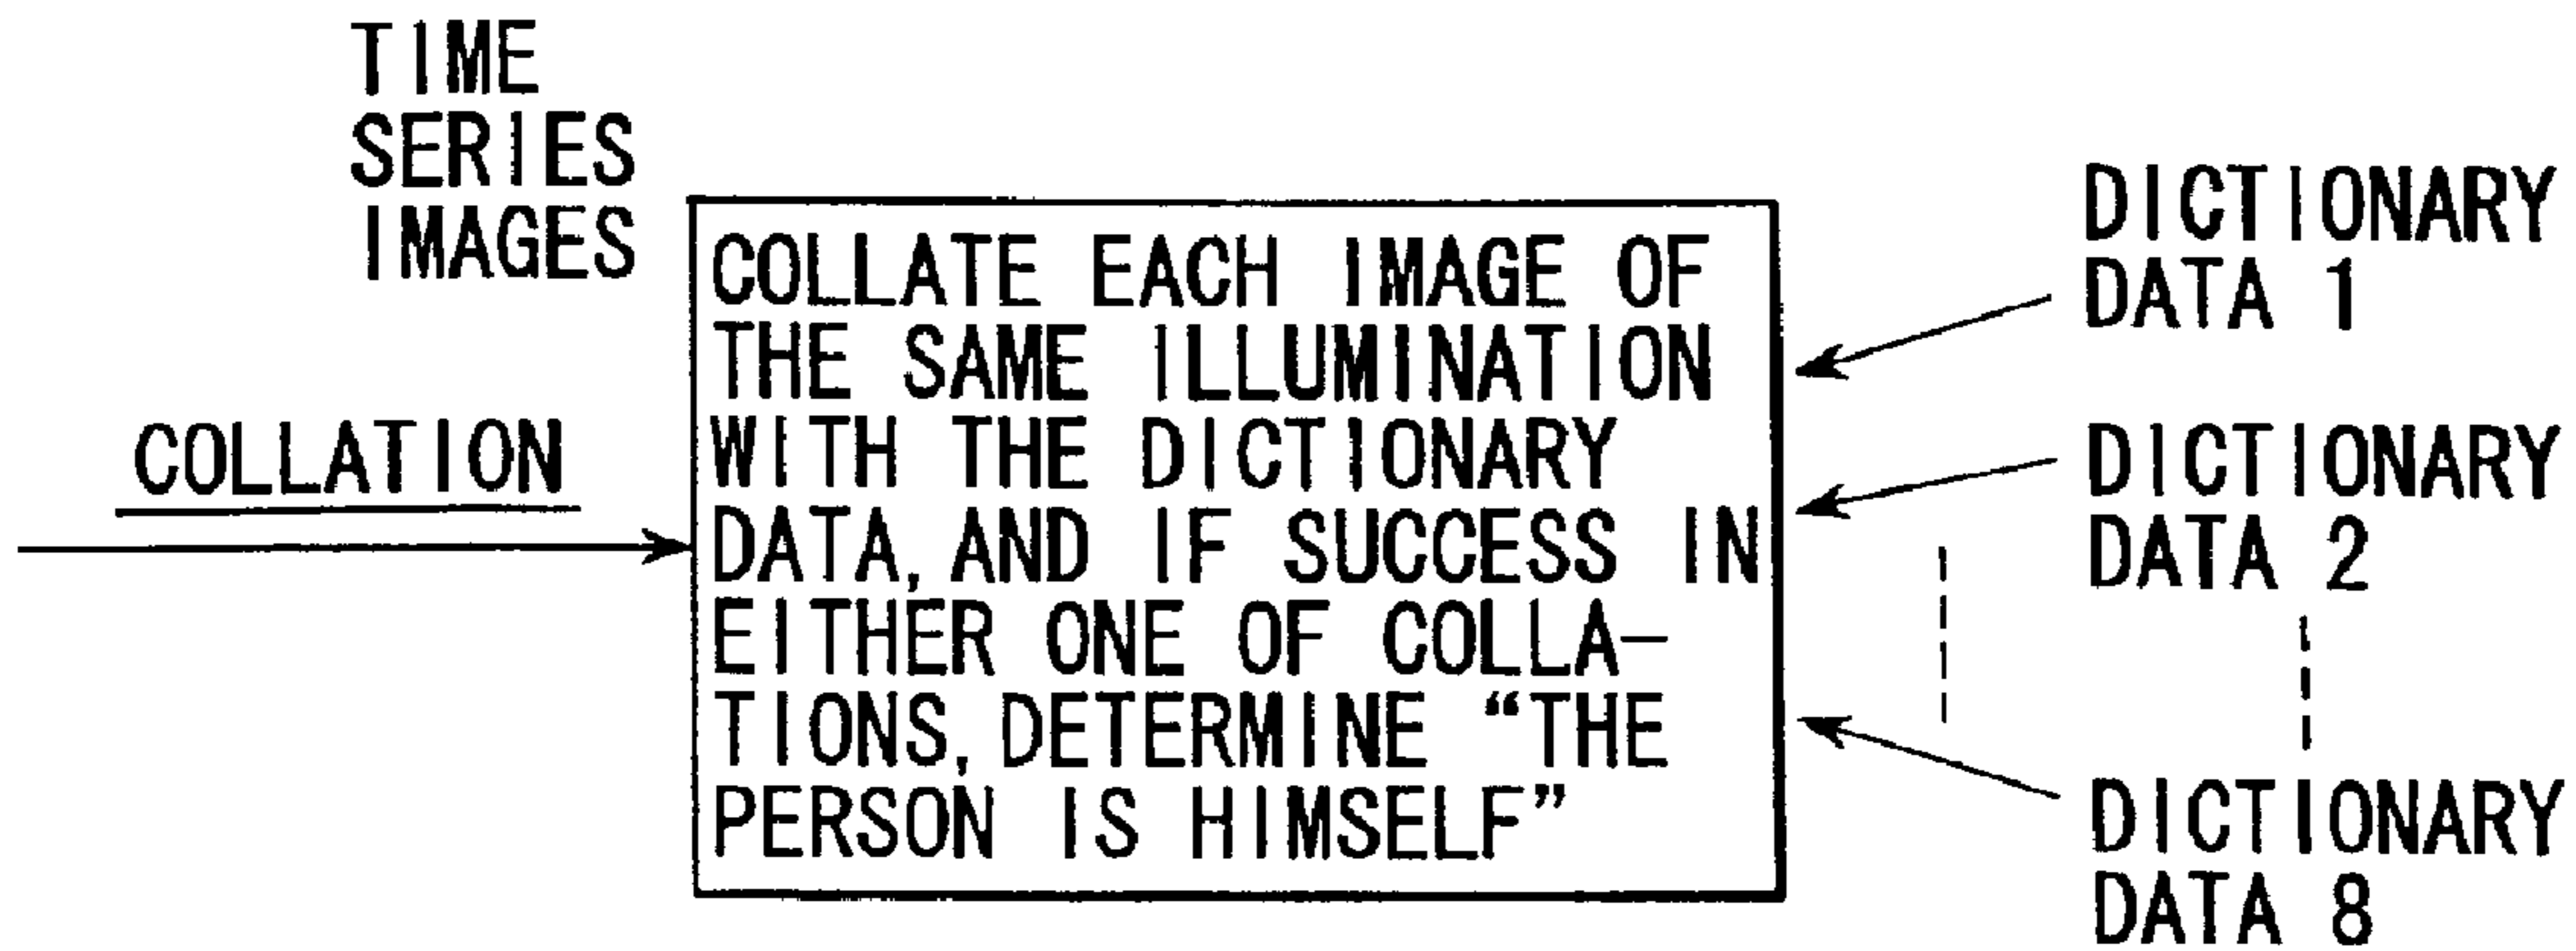 TIME
SERIES
IMAGES
COLLATION
COLLATE EACH IMAGE OF
THE SAME ILLUMINATION
WITH THE DICTIONARY
DATA, AND IF SUCCESS IN
EITHER ONE OF COLLA-
TIONS, DETERMINE “THE
PERSON IS HIMSELF”
DICTIONARY
DATA 1
DICTIONARY
DATA 2
DICTIONARY
DATA 8